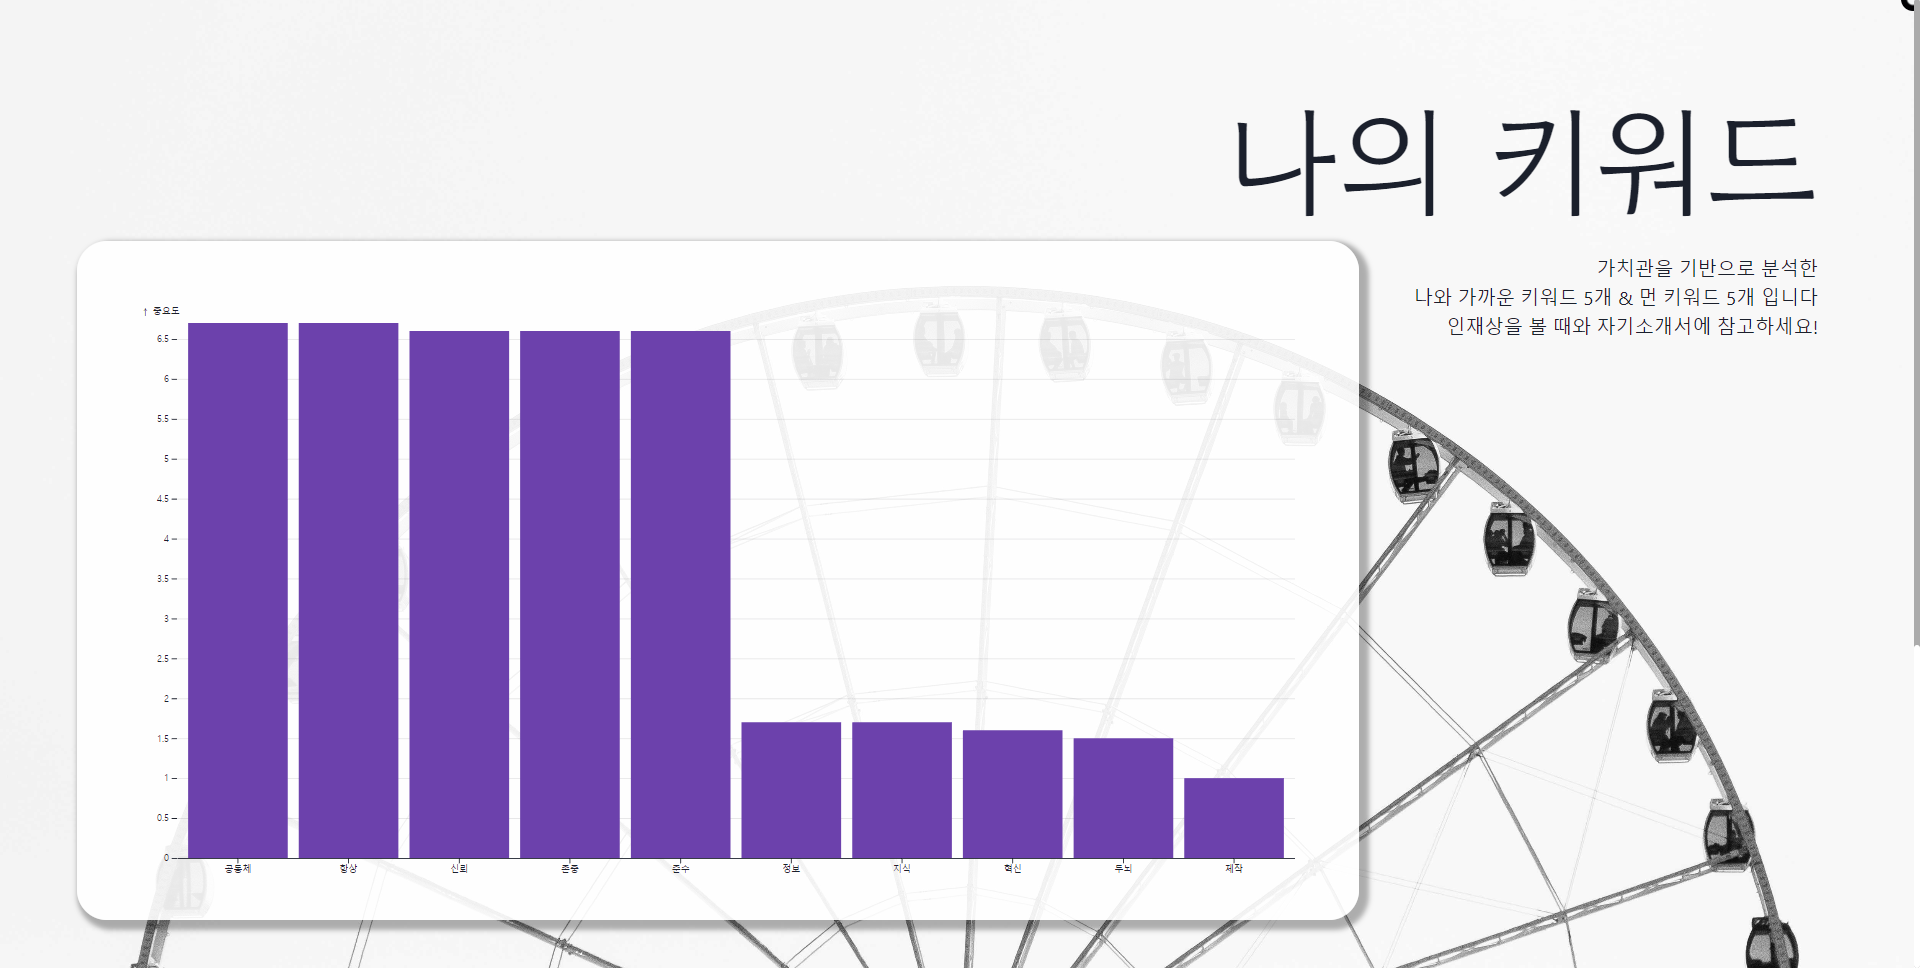 나의 키워드
가치관을 기반으로 분석한
나와 가까운 키워드 5개 & 먼 키워드 5개 입니다
인재상을 볼 때와 자기소개서에 참고하세요!
↑ 중요도
6.5
6
5.5
5
4.5
4
3.5
3
2.5
2
1.5
1
0.5
0
공동체 향상 신뢰 존중 준수 정보 지식 혁신 두뇌 제작